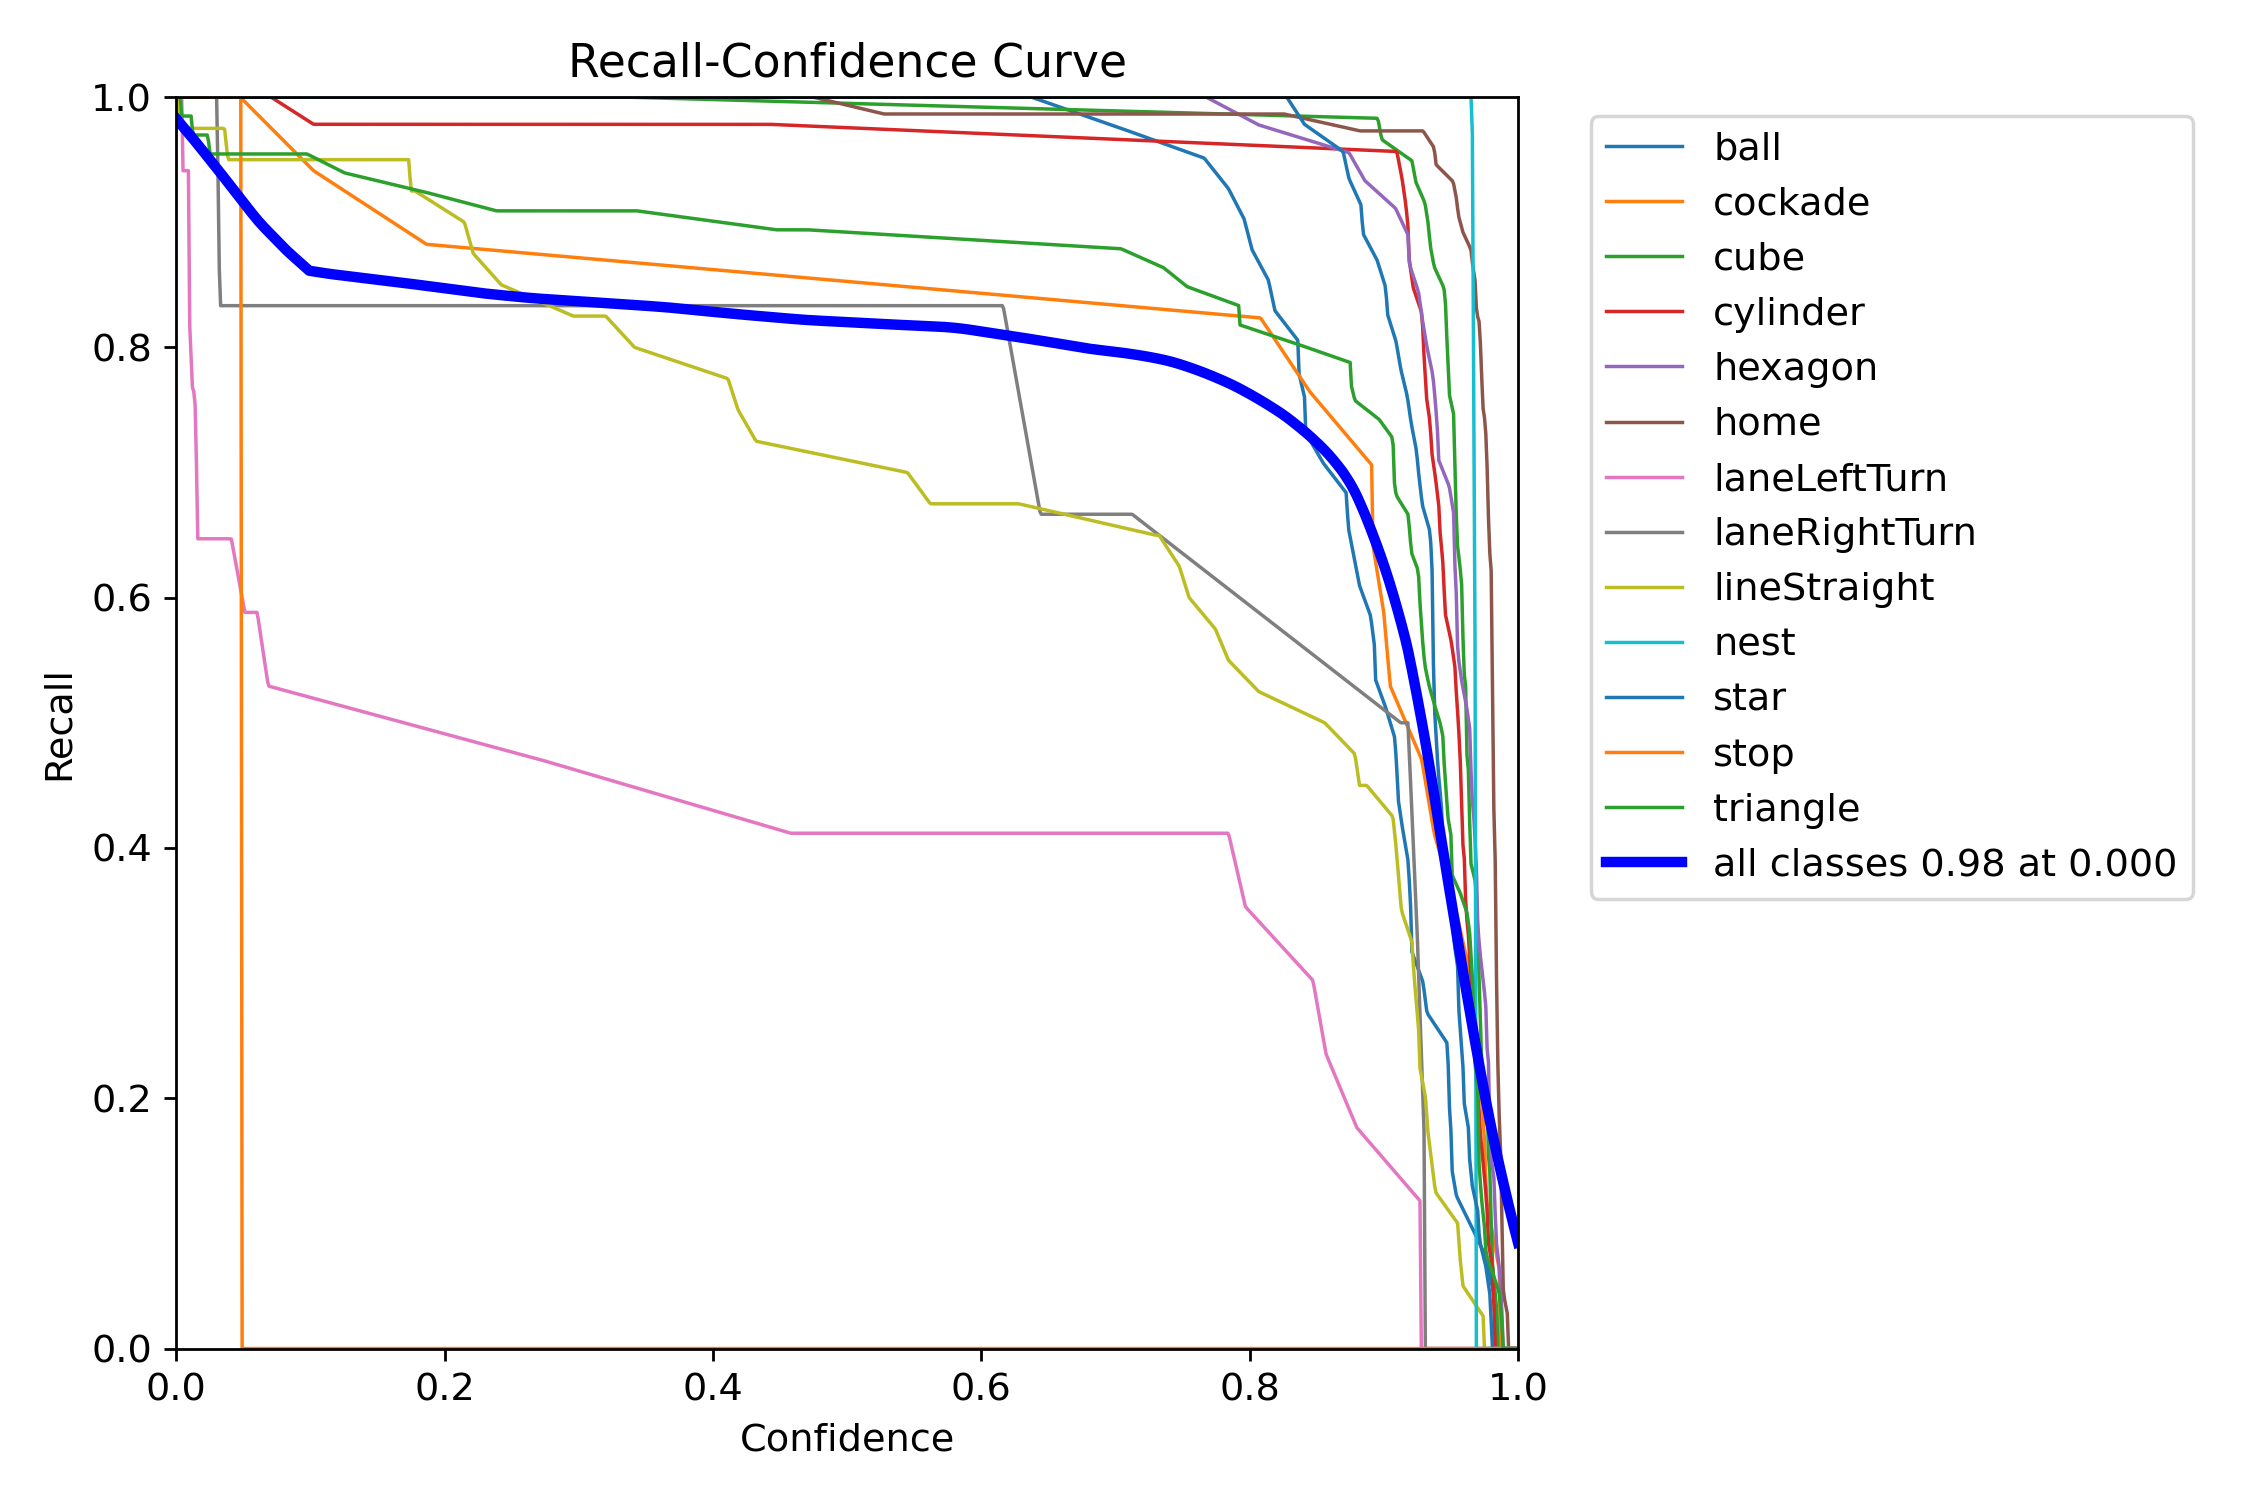 Recall-Confidence Curve
1.0
0.8
0.6
0.4
0.2
0.0
Recall
0.0 0.2 0.4 0.6 0.8 1.0
Confidence
ball
cockade
cube
cylinder
hexagon
home
laneLeftTurn
laneRightTurn
lineStraight
nest
star
stop
triangle
all classes 0.98 at 0.000